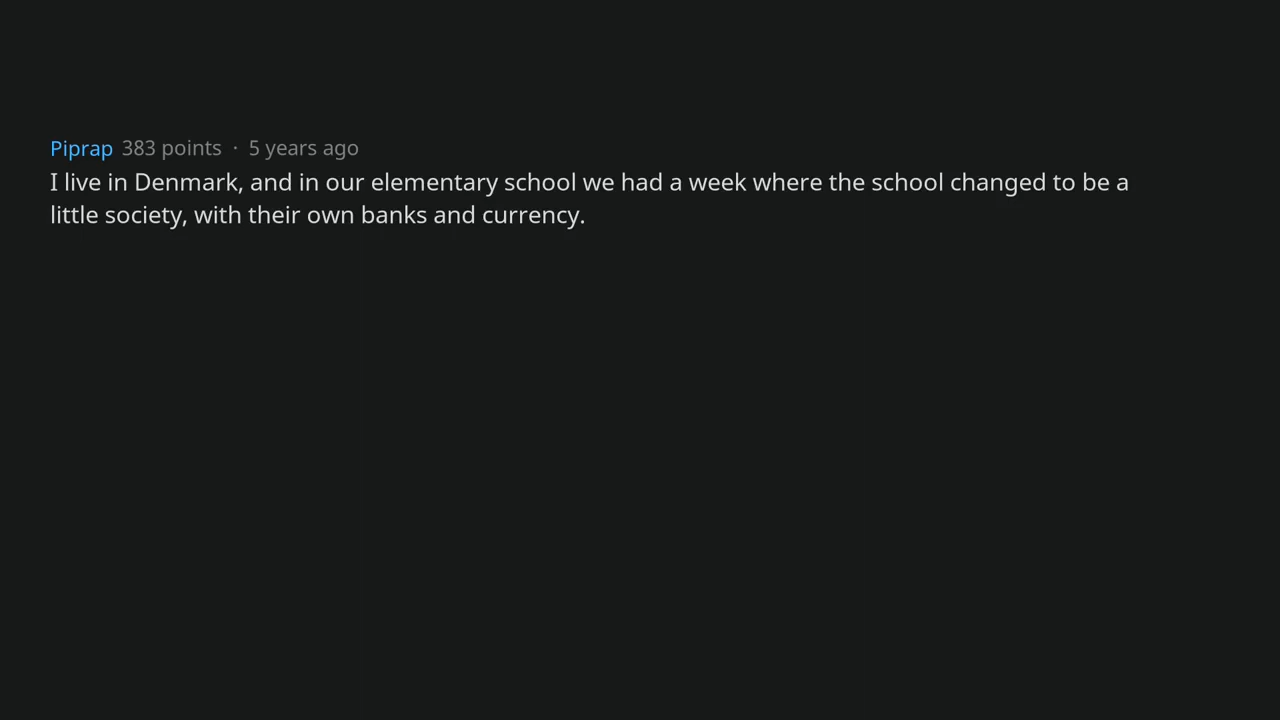 Piprap 383 points · 5 years ago
I live in Denmark, and in our elementary school we had a week where the school changed to be a
little society, with their own banks and currency.